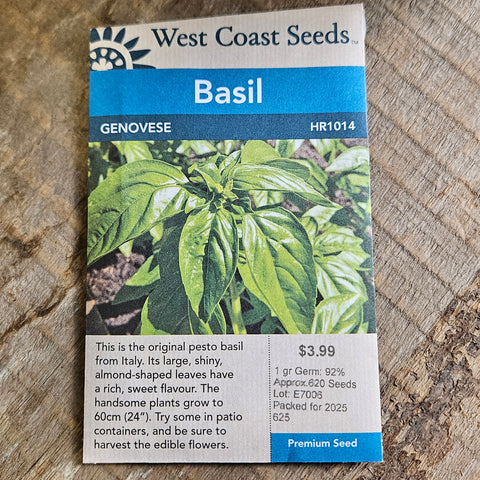 West Coast Seeds™
Basil
GENOVESE HR1014
This is the original pesto basil
from Italy. Its large, shiny,
almond-shaped leaves have
a rich, sweet flavour. The
handsome plants grow to
60cm (24”). Try some in patio
containers, and be sure to
harvest the edible flowers.
$3.99
1 gr Germ: 92%
Approx.620 Seeds
Lot: E7006
Packed for 2025
625
Premium Seed